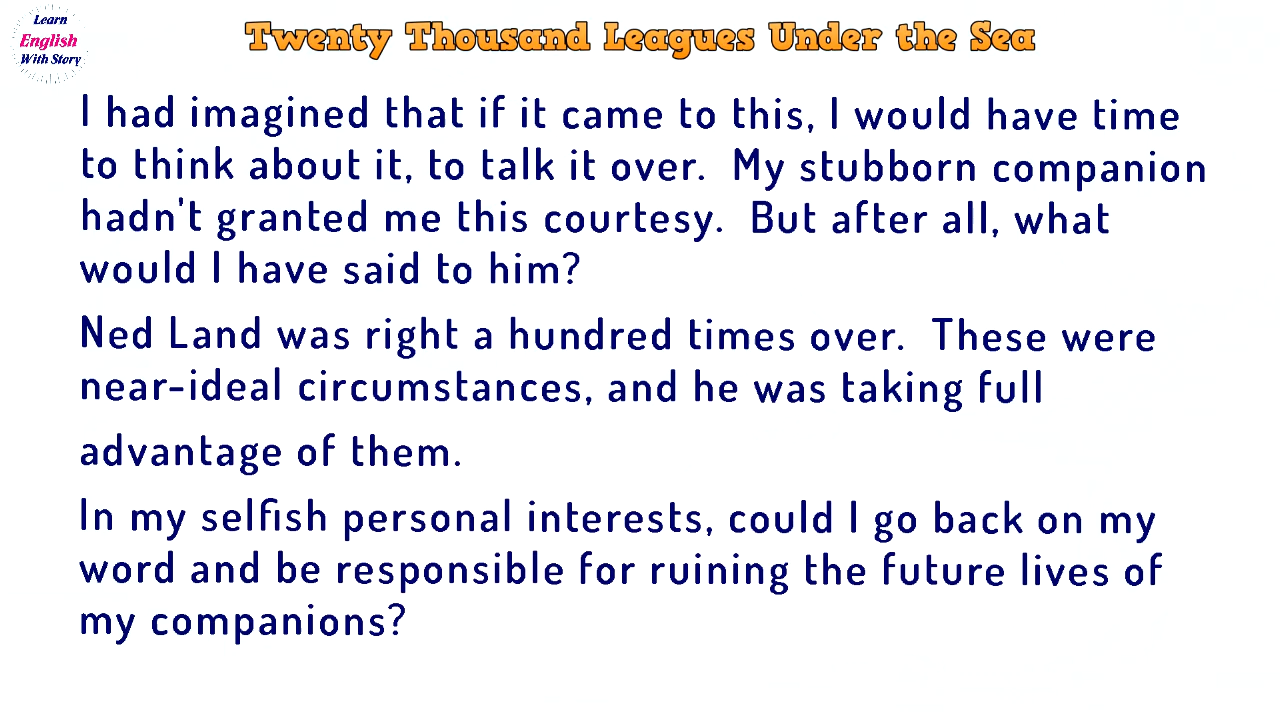 Learn
English
With Story
Twenty Thousand Leagues Under the Sea
I had imagined that if it came to this, I would have time
to think about it, to talk it over.  My stubborn companion
hadn't granted me this courtesy.  But after all, what
would I have said to him?
Ned Land was right a hundred times over.  These were
near-ideal circumstances, and he was taking full
advantage of them.
In my selfish personal interests, could I go back on my
word and be responsible for ruining the future lives of
my companions?